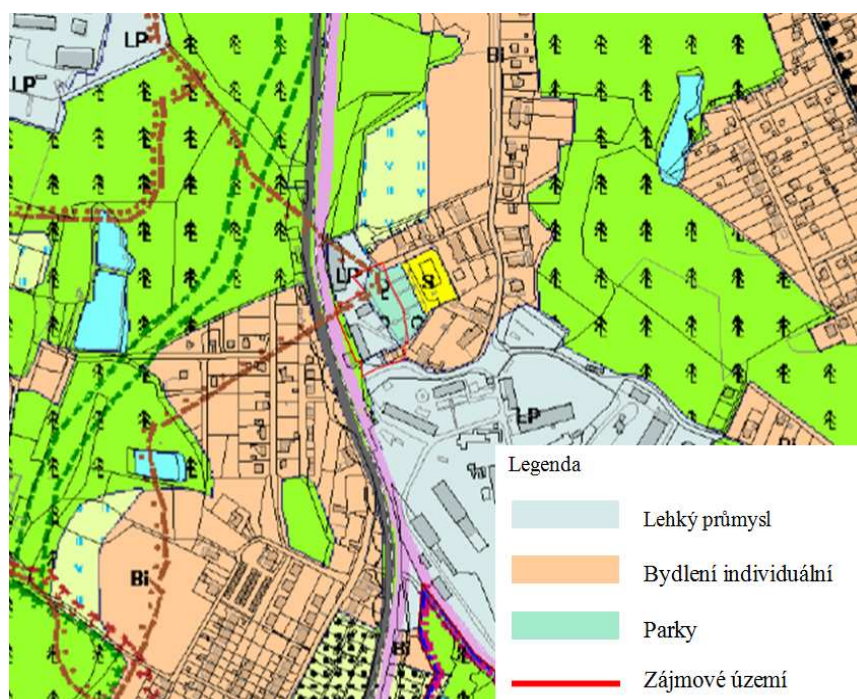 LP
Bi
LP
LP
S
LP
Bi
Bi
Legenda
Lehký průmysl
Bydlení individuální
Parky
Zájmové území